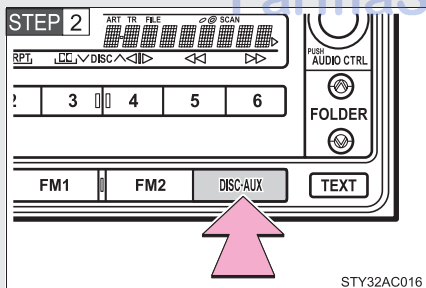 STEP 2
ART TR FILE SCAN
RPT
DISC
PUSH
AUDIO CTRL
3 4 5 6
FOLDER
FM1 FM2 DISC·AUX TEXT
STY32AC016